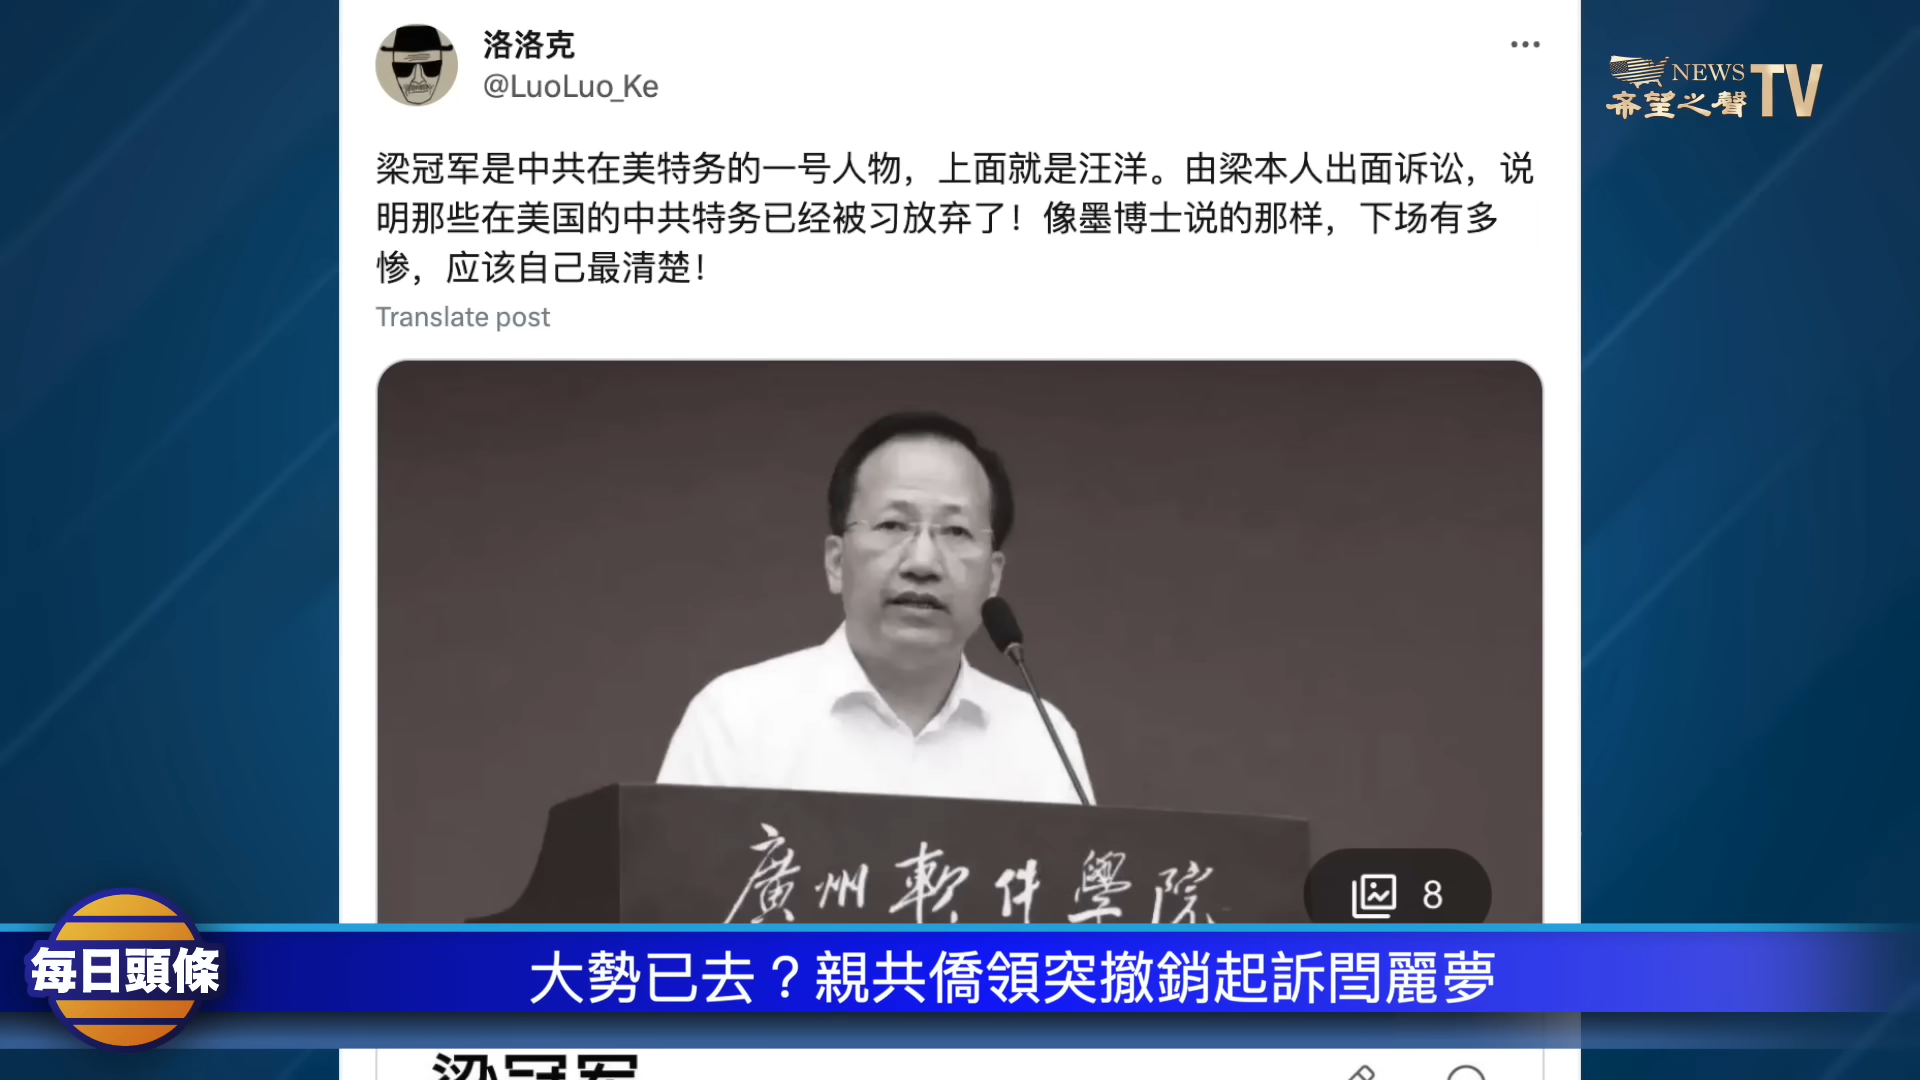 洛洛克
@LuoLuo_Ke
NEWS
希望之聲TV
梁冠军是中共在美特务的一号人物，上面就是汪洋。由梁本人出面诉讼，说
明那些在美国的中共特务已经被习放弃了！像墨博士说的那样，下场有多
惨，应该自己最清楚！
Translate post
廣州軟件學院
8
每日頭條
大勢已去？親共僑領突撤銷起訴閆麗夢
梁冠军